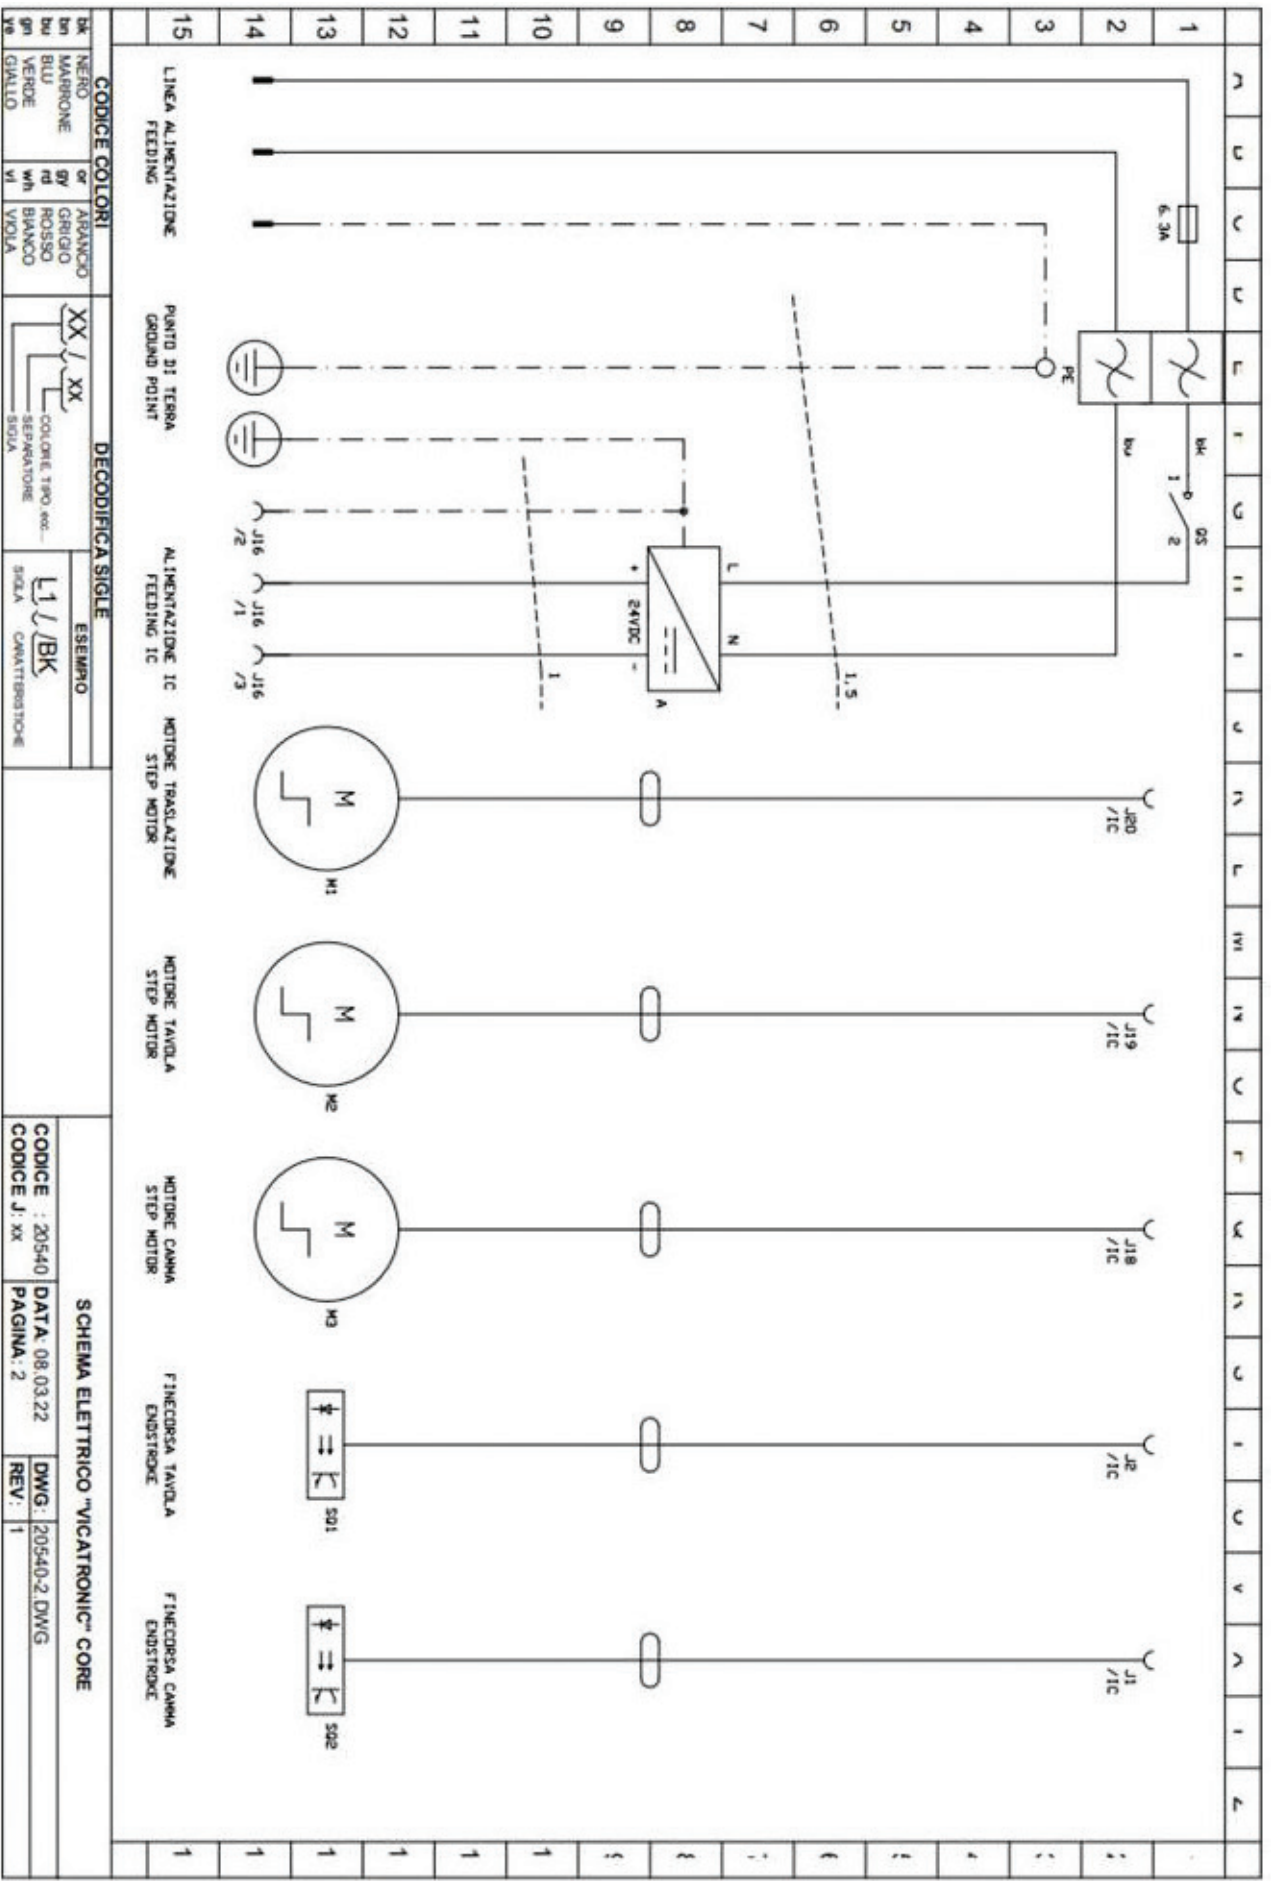 1
2
3
4
5
6
7
8
9
10
11
12
13
14
15
6.3A
PE
bk
bu
1
QS
2
L
N
+ 24VDC -
A
1,5
1
J16
/2
J16
/1
J16
/3
J20
/IC
J19
/IC
J18
/IC
J2
/IC
J1
/IC
M
M1
M
M2
M
M3
SQ1
SQ2
LINEA ALIMENTAZIONE
FEEDING
PUNTO DI TERRA
GROUND POINT
ALIMENTAZIONE IC
FEEDING IC
MOTORE TRASLAZIONE
STEP MOTOR
MOTORE TAVOLA
STEP MOTOR
MOTORE CAMMA
STEP MOTOR
FINECORSA TAVOLA
ENDSTROKE
FINECORSA CAMMA
ENDSTROKE
CODICE COLORI
bk NERO or ARANCIO
bn MARRONE gy GRIGIO
bu BLU rd ROSSO
gn VERDE wh BIANCO
ye GIALLO vi VIOLA
DECODIFICA SIGLE
XX / XX
COLORE, TIPO, ecc...
SEPARATORE
SIGLA
ESEMPIO
L1 / BK
SIGLA CARATTERISTICHE
SCHEMA ELETTRICO "VICATRONIC" CORE
CODICE : 20540 DATA: 08.03.22 DWG: 20540-2.DWG
CODICE J: xx PAGINA: 2 REV: 1